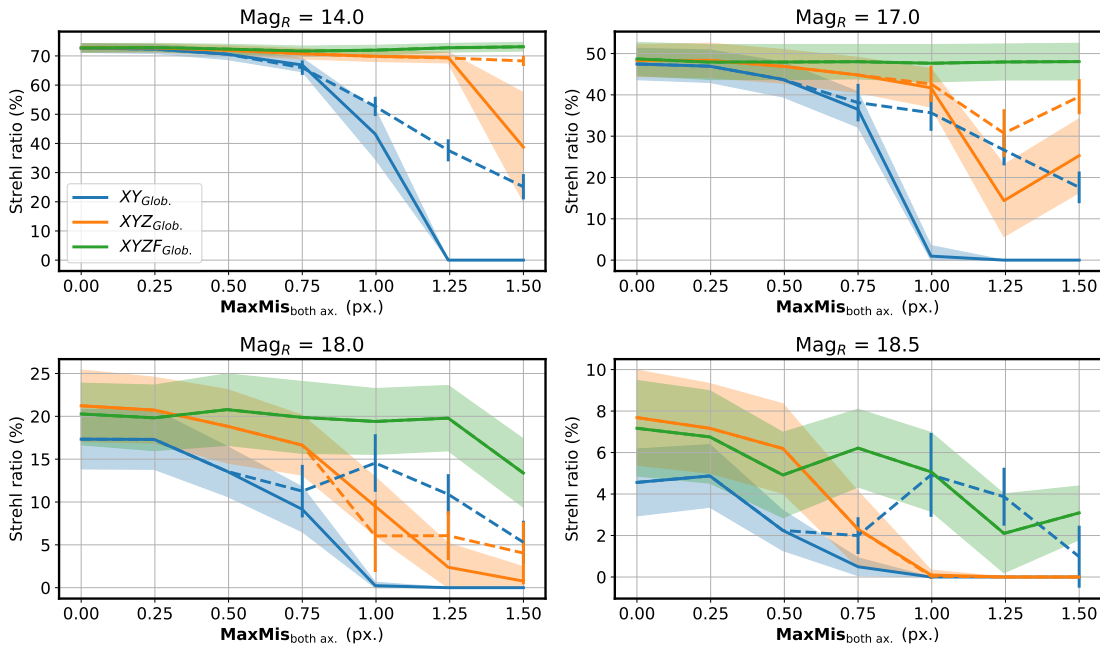 Mag_R = 14.0
Strehl ratio (%)
70
60
50
40
30
20
10
0
XY_Glob.
XYZ_Glob.
XYZF_Glob.
0.00 0.25 0.50 0.75 1.00 1.25 1.50
MaxMis_both ax. (px.)
Mag_R = 17.0
Strehl ratio (%)
50
40
30
20
10
0
0.00 0.25 0.50 0.75 1.00 1.25 1.50
MaxMis_both ax. (px.)
Mag_R = 18.0
Strehl ratio (%)
25
20
15
10
5
0
0.00 0.25 0.50 0.75 1.00 1.25 1.50
MaxMis_both ax. (px.)
Mag_R = 18.5
Strehl ratio (%)
10
8
6
4
2
0
0.00 0.25 0.50 0.75 1.00 1.25 1.50
MaxMis_both ax. (px.)